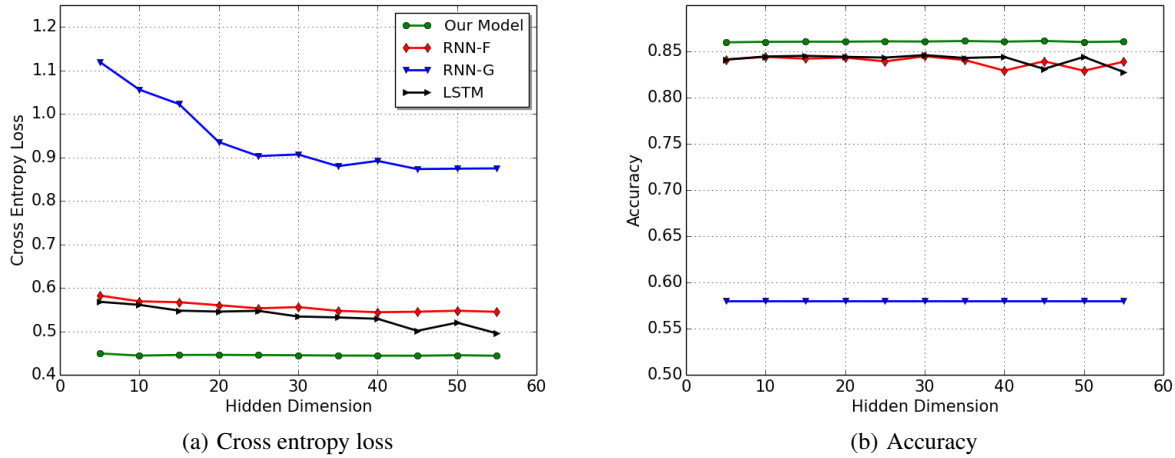 1.2
1.1
1.0
0.9
0.8
0.7
0.6
0.5
0.4
Cross Entropy Loss
0 10 20 30 40 50 60
Hidden Dimension
Our Model
RNN-F
RNN-G
LSTM
(a) Cross entropy loss
0.85
0.80
0.75
0.70
0.65
0.60
0.55
0.50
Accuracy
0 10 20 30 40 50 60
Hidden Dimension
(b) Accuracy